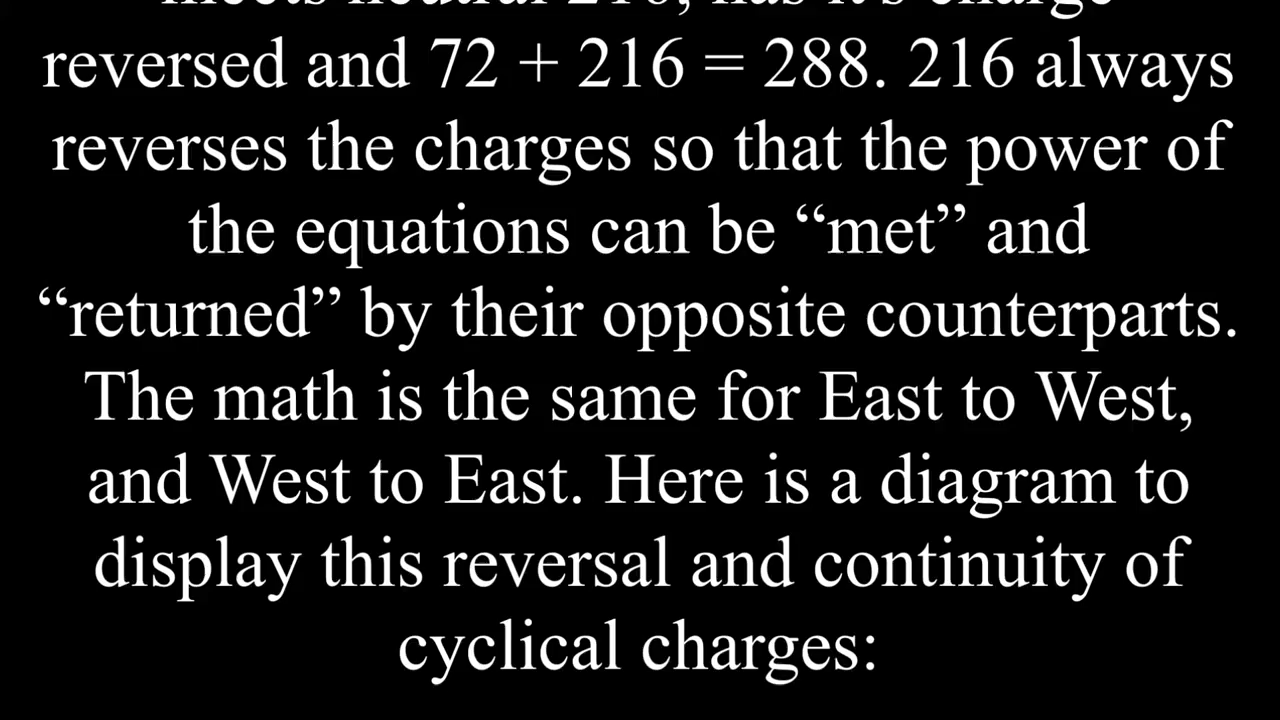 meets neutral 216, has it's charge
reversed and 72 + 216 = 288. 216 always
reverses the charges so that the power of
the equations can be “met” and
“returned” by their opposite counterparts.
The math is the same for East to West,
and West to East. Here is a diagram to
display this reversal and continuity of
cyclical charges: